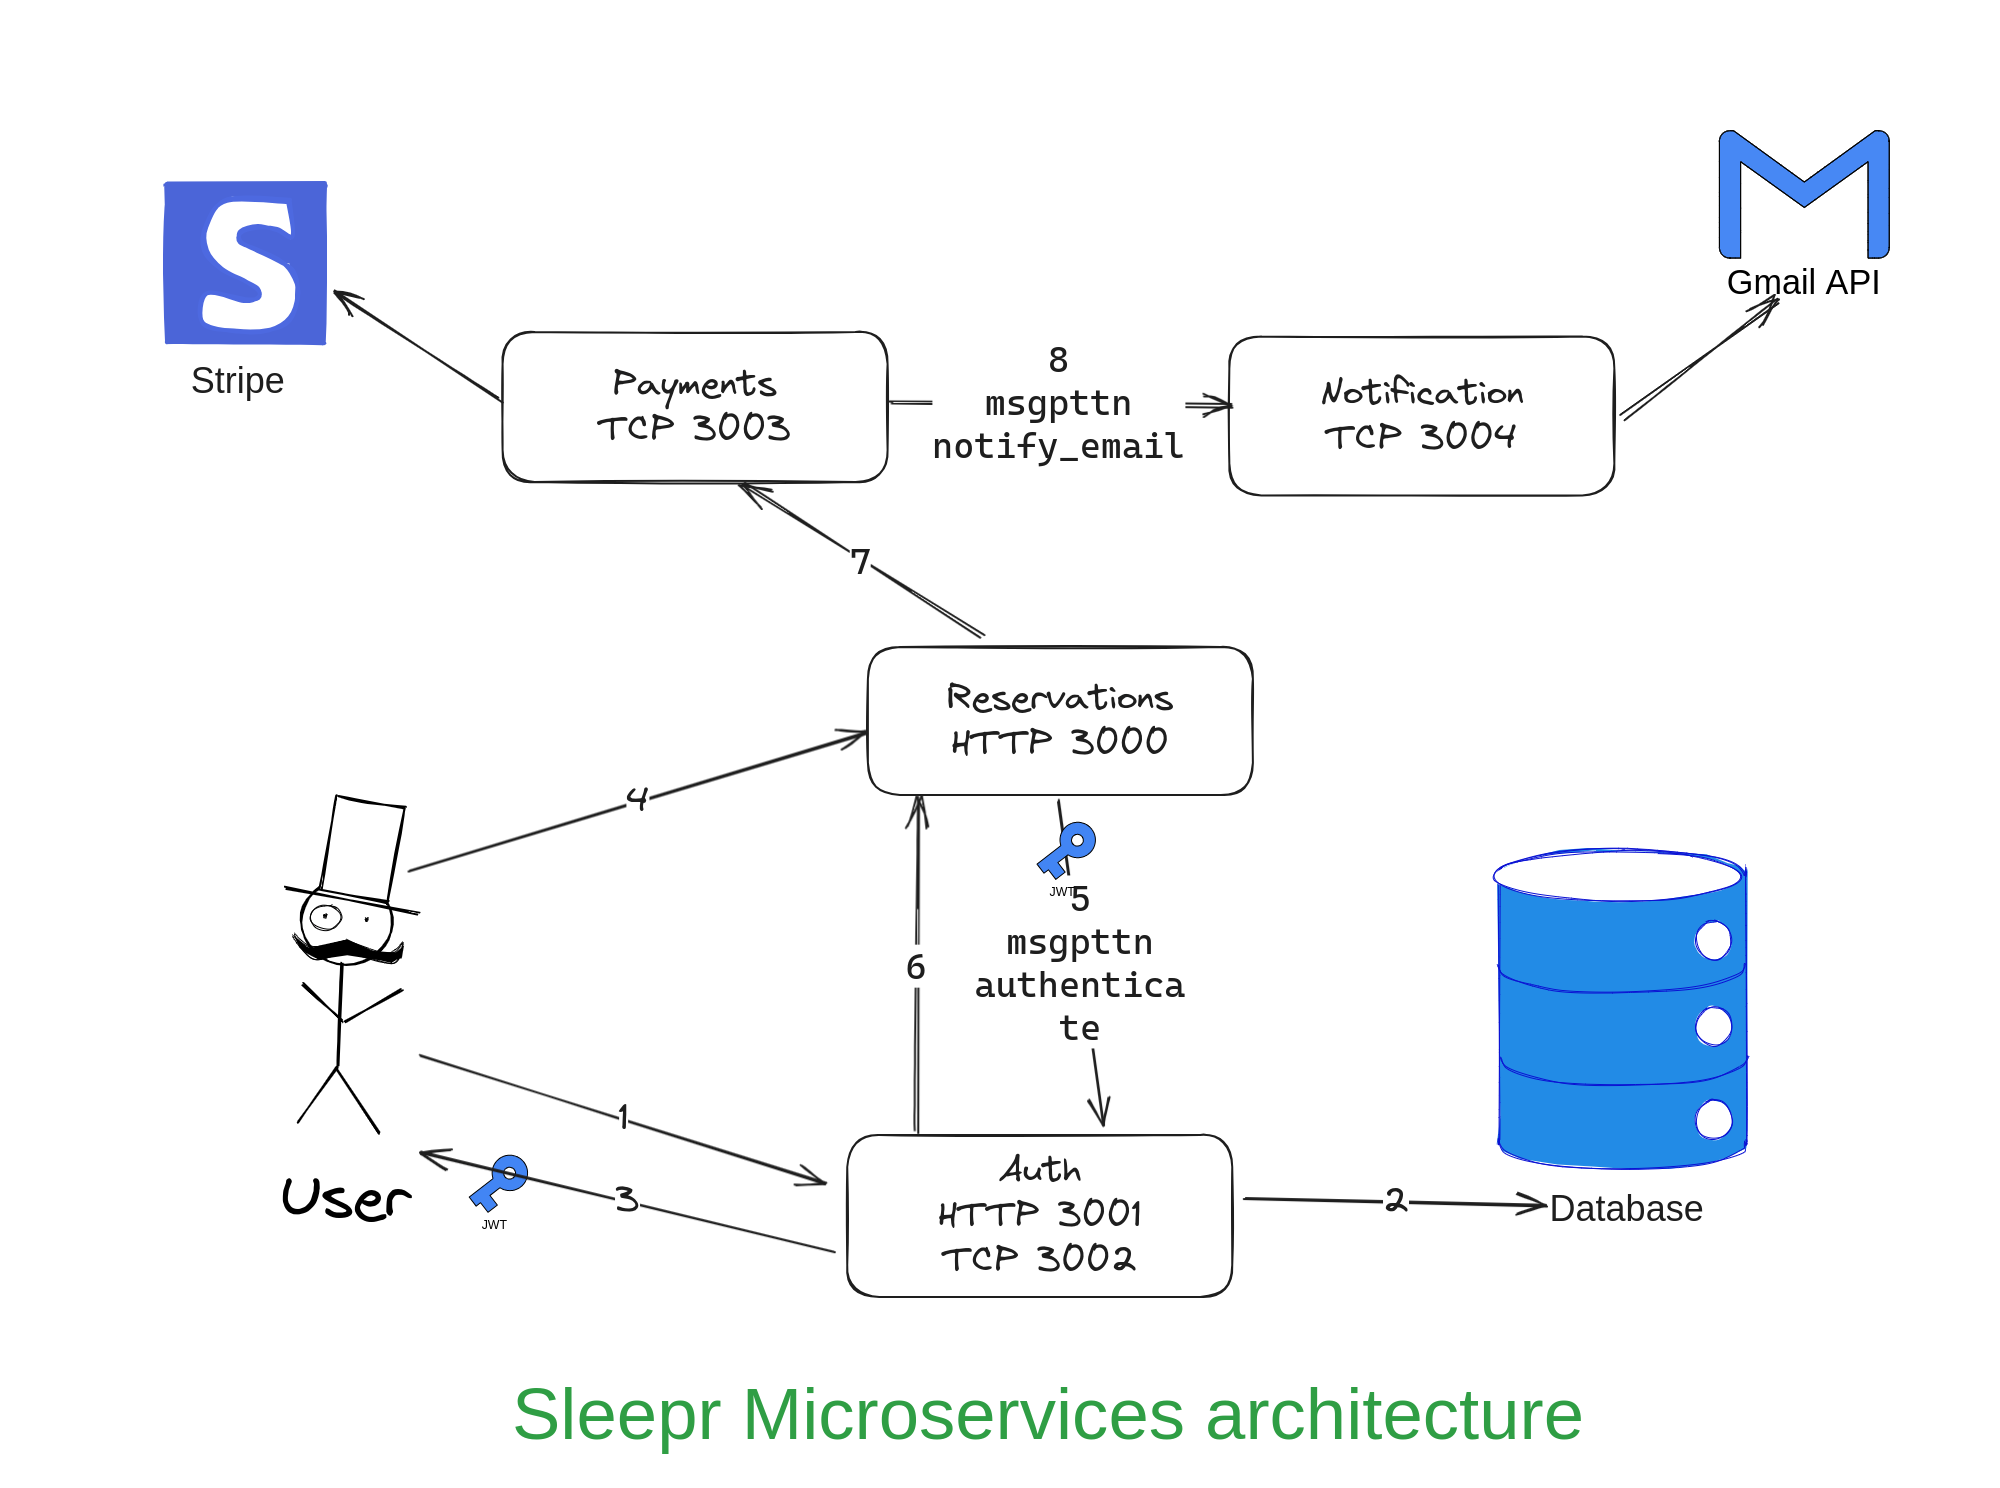 Gmail API
S
Stripe
Payments
TCP 3003
8
msgpttn
notify_email
Notification
TCP 3004
7
Reservations
HTTP 3000
4
JWT
5
msgpttn
authentica
te
6
1
User
JWT
3
Auth
HTTP 3001
TCP 3002
2
Database
Sleepr Microservices architecture